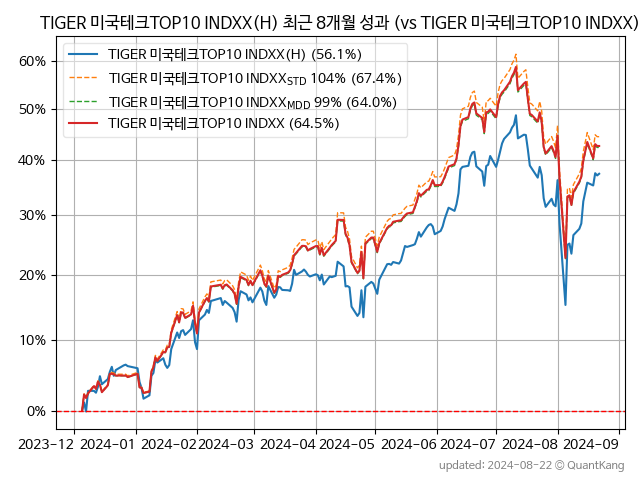 TIGER 미국테크TOP10 INDXX(H) 최근 8개월 성과 (vs TIGER 미국테크TOP10 INDXX)
TIGER 미국테크TOP10 INDXX(H) (56.1%)
TIGER 미국테크TOP10 INDXXSTD 104% (67.4%)
TIGER 미국테크TOP10 INDXXMDD 99% (64.0%)
TIGER 미국테크TOP10 INDXX (64.5%)
60%
50%
40%
30%
20%
10%
0%
2023-12 2024-01 2024-02 2024-03 2024-04 2024-05 2024-06 2024-07 2024-08 2024-09
updated: 2024-08-22 © QuantKang